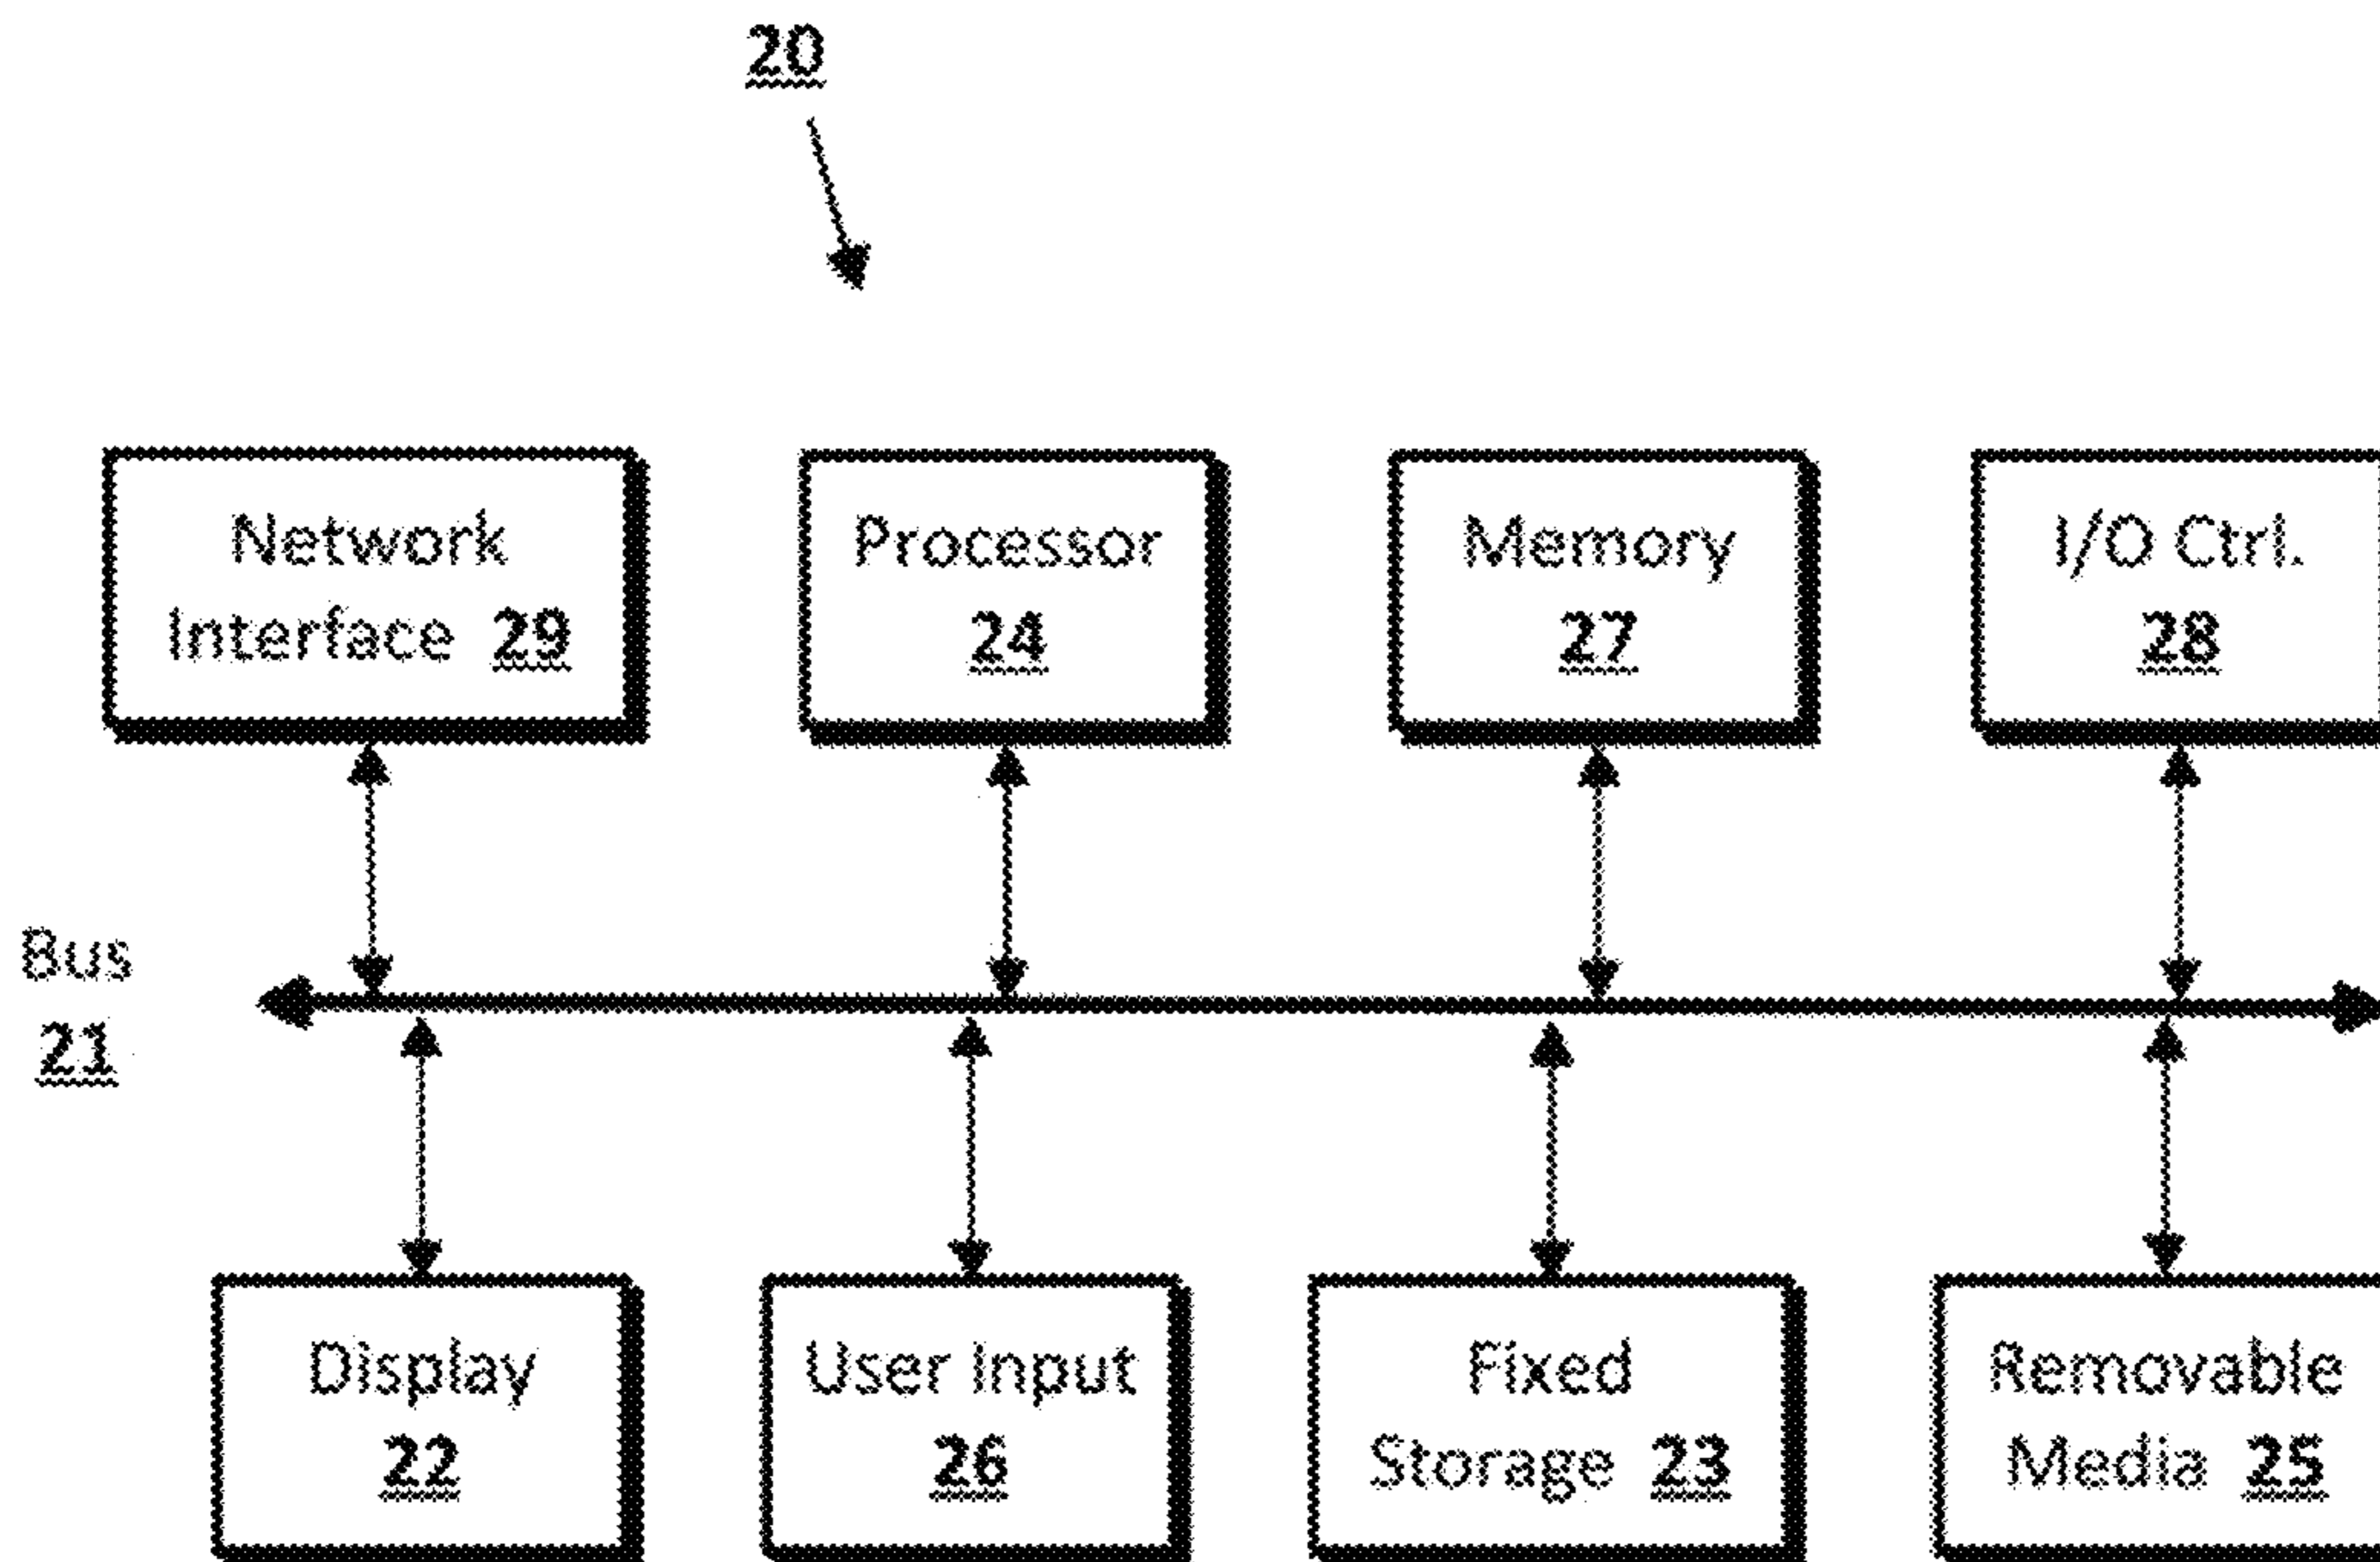 20
Network
Interface 29
Processor
24
Memory
27
I/O Ctrl.
28
Bus
21
Display
22
User Input
26
Fixed
Storage 23
Removable
Media 25